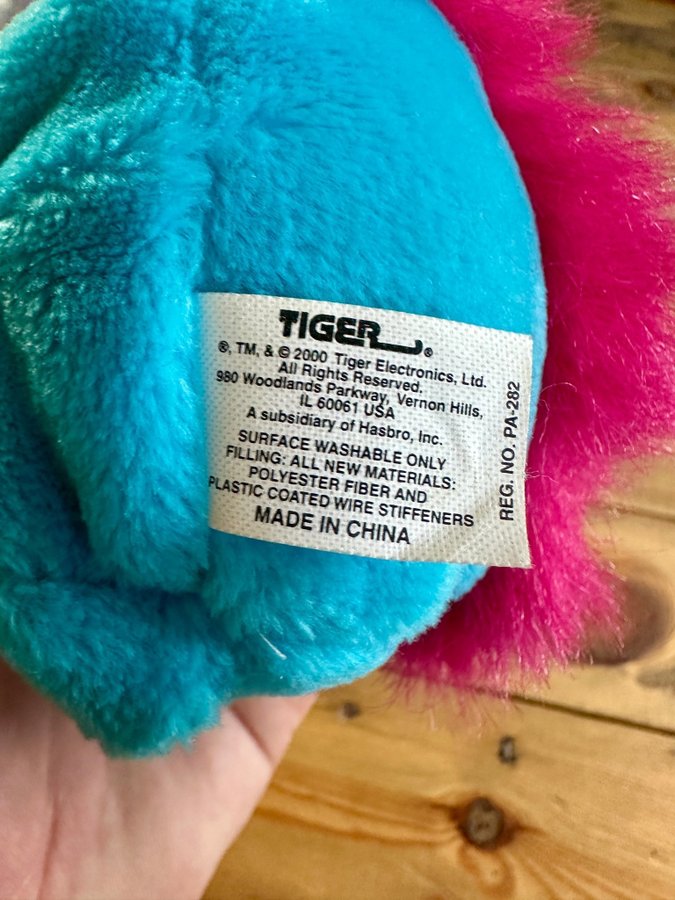 TIGER®
®, TM, & © 2000 Tiger Electronics, Ltd.
All Rights Reserved.
980 Woodlands Parkway, Vernon Hills,
IL 60061 USA
A subsidiary of Hasbro, Inc.
SURFACE WASHABLE ONLY
FILLING: ALL NEW MATERIALS:
POLYESTER FIBER AND
PLASTIC COATED WIRE STIFFENERS
MADE IN CHINA
REG. NO. PA-282